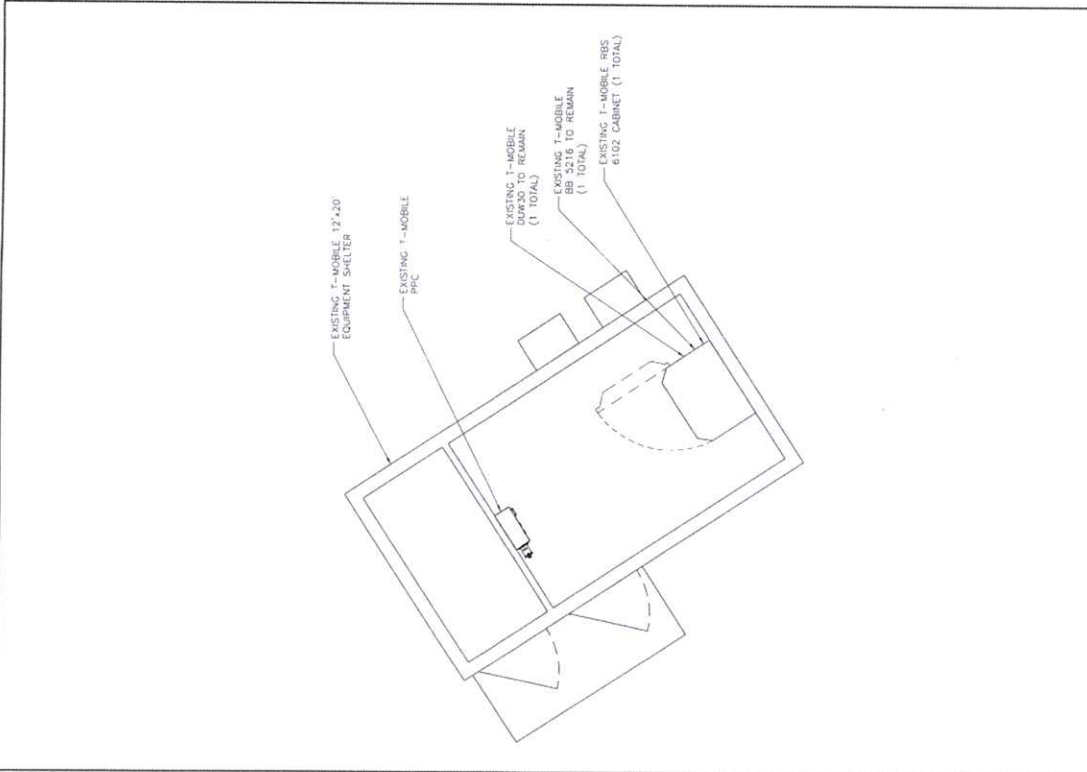 EXISTING T-MOBILE 12'x20'
EQUIPMENT SHELTER
EXISTING T-MOBILE
PPC
EXISTING T-MOBILE
DUW30 TO REMAIN
(1 TOTAL)
EXISTING T-MOBILE
BB 5216 TO REMAIN
(1 TOTAL)
EXISTING T-MOBILE RBS
6102 CABINET (1 TOTAL)